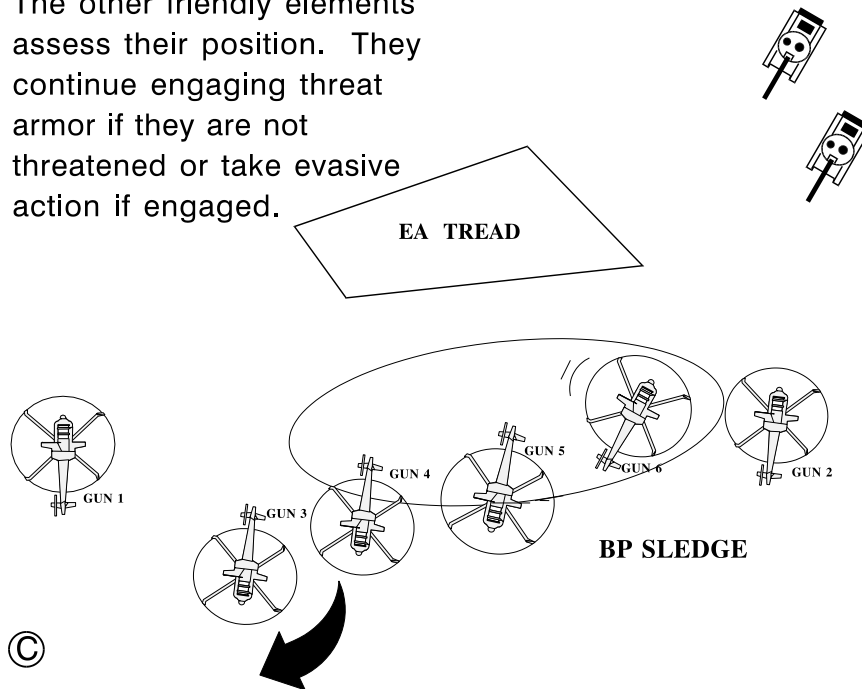 The other friendly elements
assess their position. They
continue engaging threat
armor if they are not
threatened or take evasive
action if engaged.
EA TREAD
GUN 1
GUN 3
GUN 4
GUN 5
GUN 6
GUN 2
BP SLEDGE
©